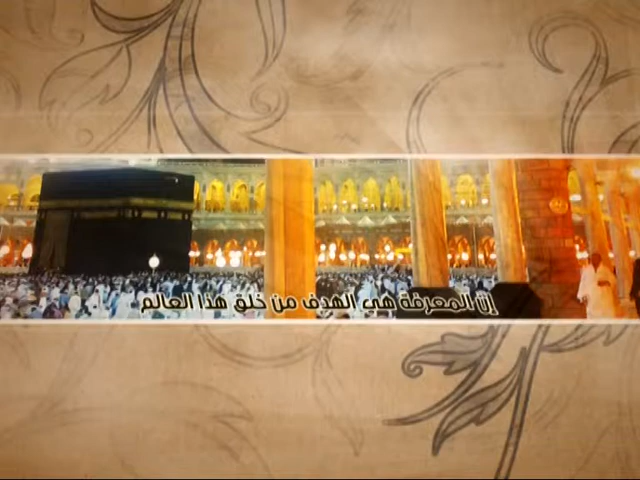 إن المعرفة هي الهدف من خلق هذا العالم